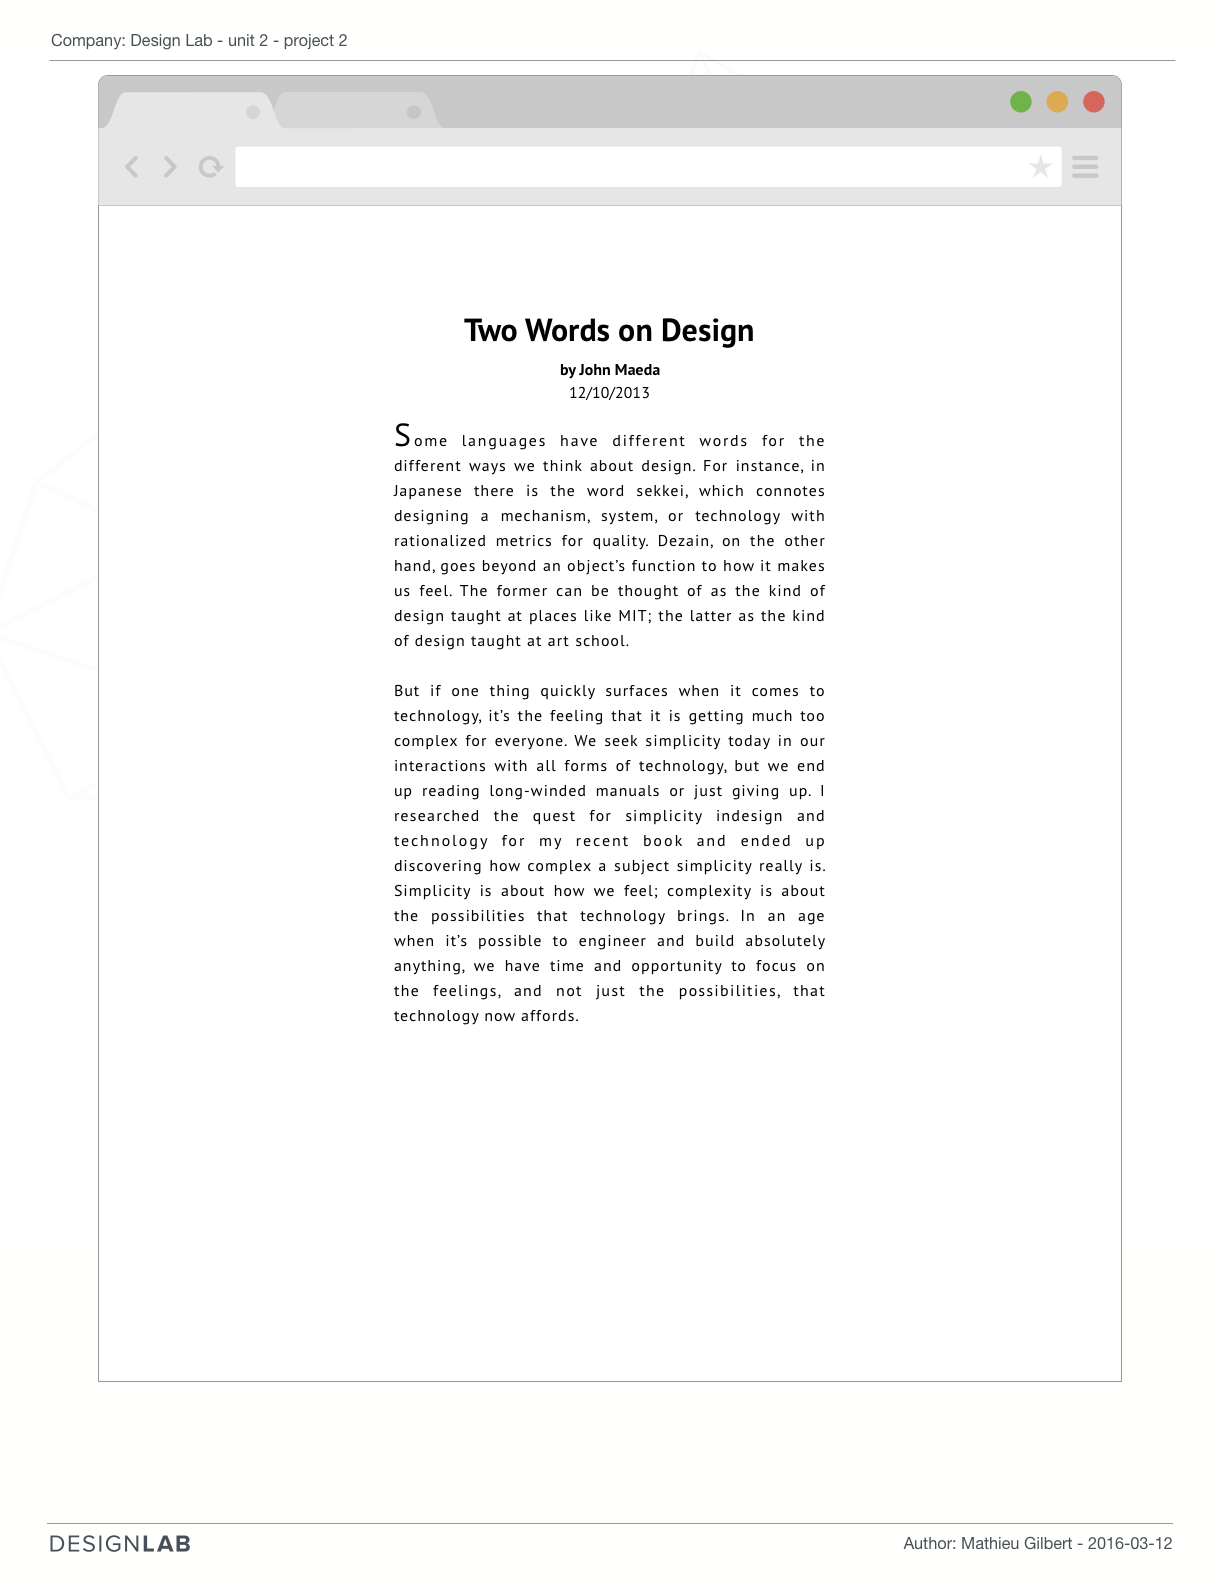 Company: Design Lab - unit 2 - project 2
Two Words on Design
by John Maeda
12/10/2013
Some languages have different words for the
different ways we think about design. For instance, in
Japanese there is the word sekkei, which connotes
designing a mechanism, system, or technology with
rationalized metrics for quality. Dezain, on the other
hand, goes beyond an object’s function to how it makes
us feel. The former can be thought of as the kind of
design taught at places like MIT; the latter as the kind
of design taught at art school.
But if one thing quickly surfaces when it comes to
technology, it’s the feeling that it is getting much too
complex for everyone. We seek simplicity today in our
interactions with all forms of technology, but we end
up reading long-winded manuals or just giving up. I
researched the quest for simplicity indesign and
technology for my recent book and ended up
discovering how complex a subject simplicity really is.
Simplicity is about how we feel; complexity is about
the possibilities that technology brings. In an age
when it’s possible to engineer and build absolutely
anything, we have time and opportunity to focus on
the feelings, and not just the possibilities, that
technology now affords.
DESIGNLAB
Author: Mathieu Gilbert - 2016-03-12